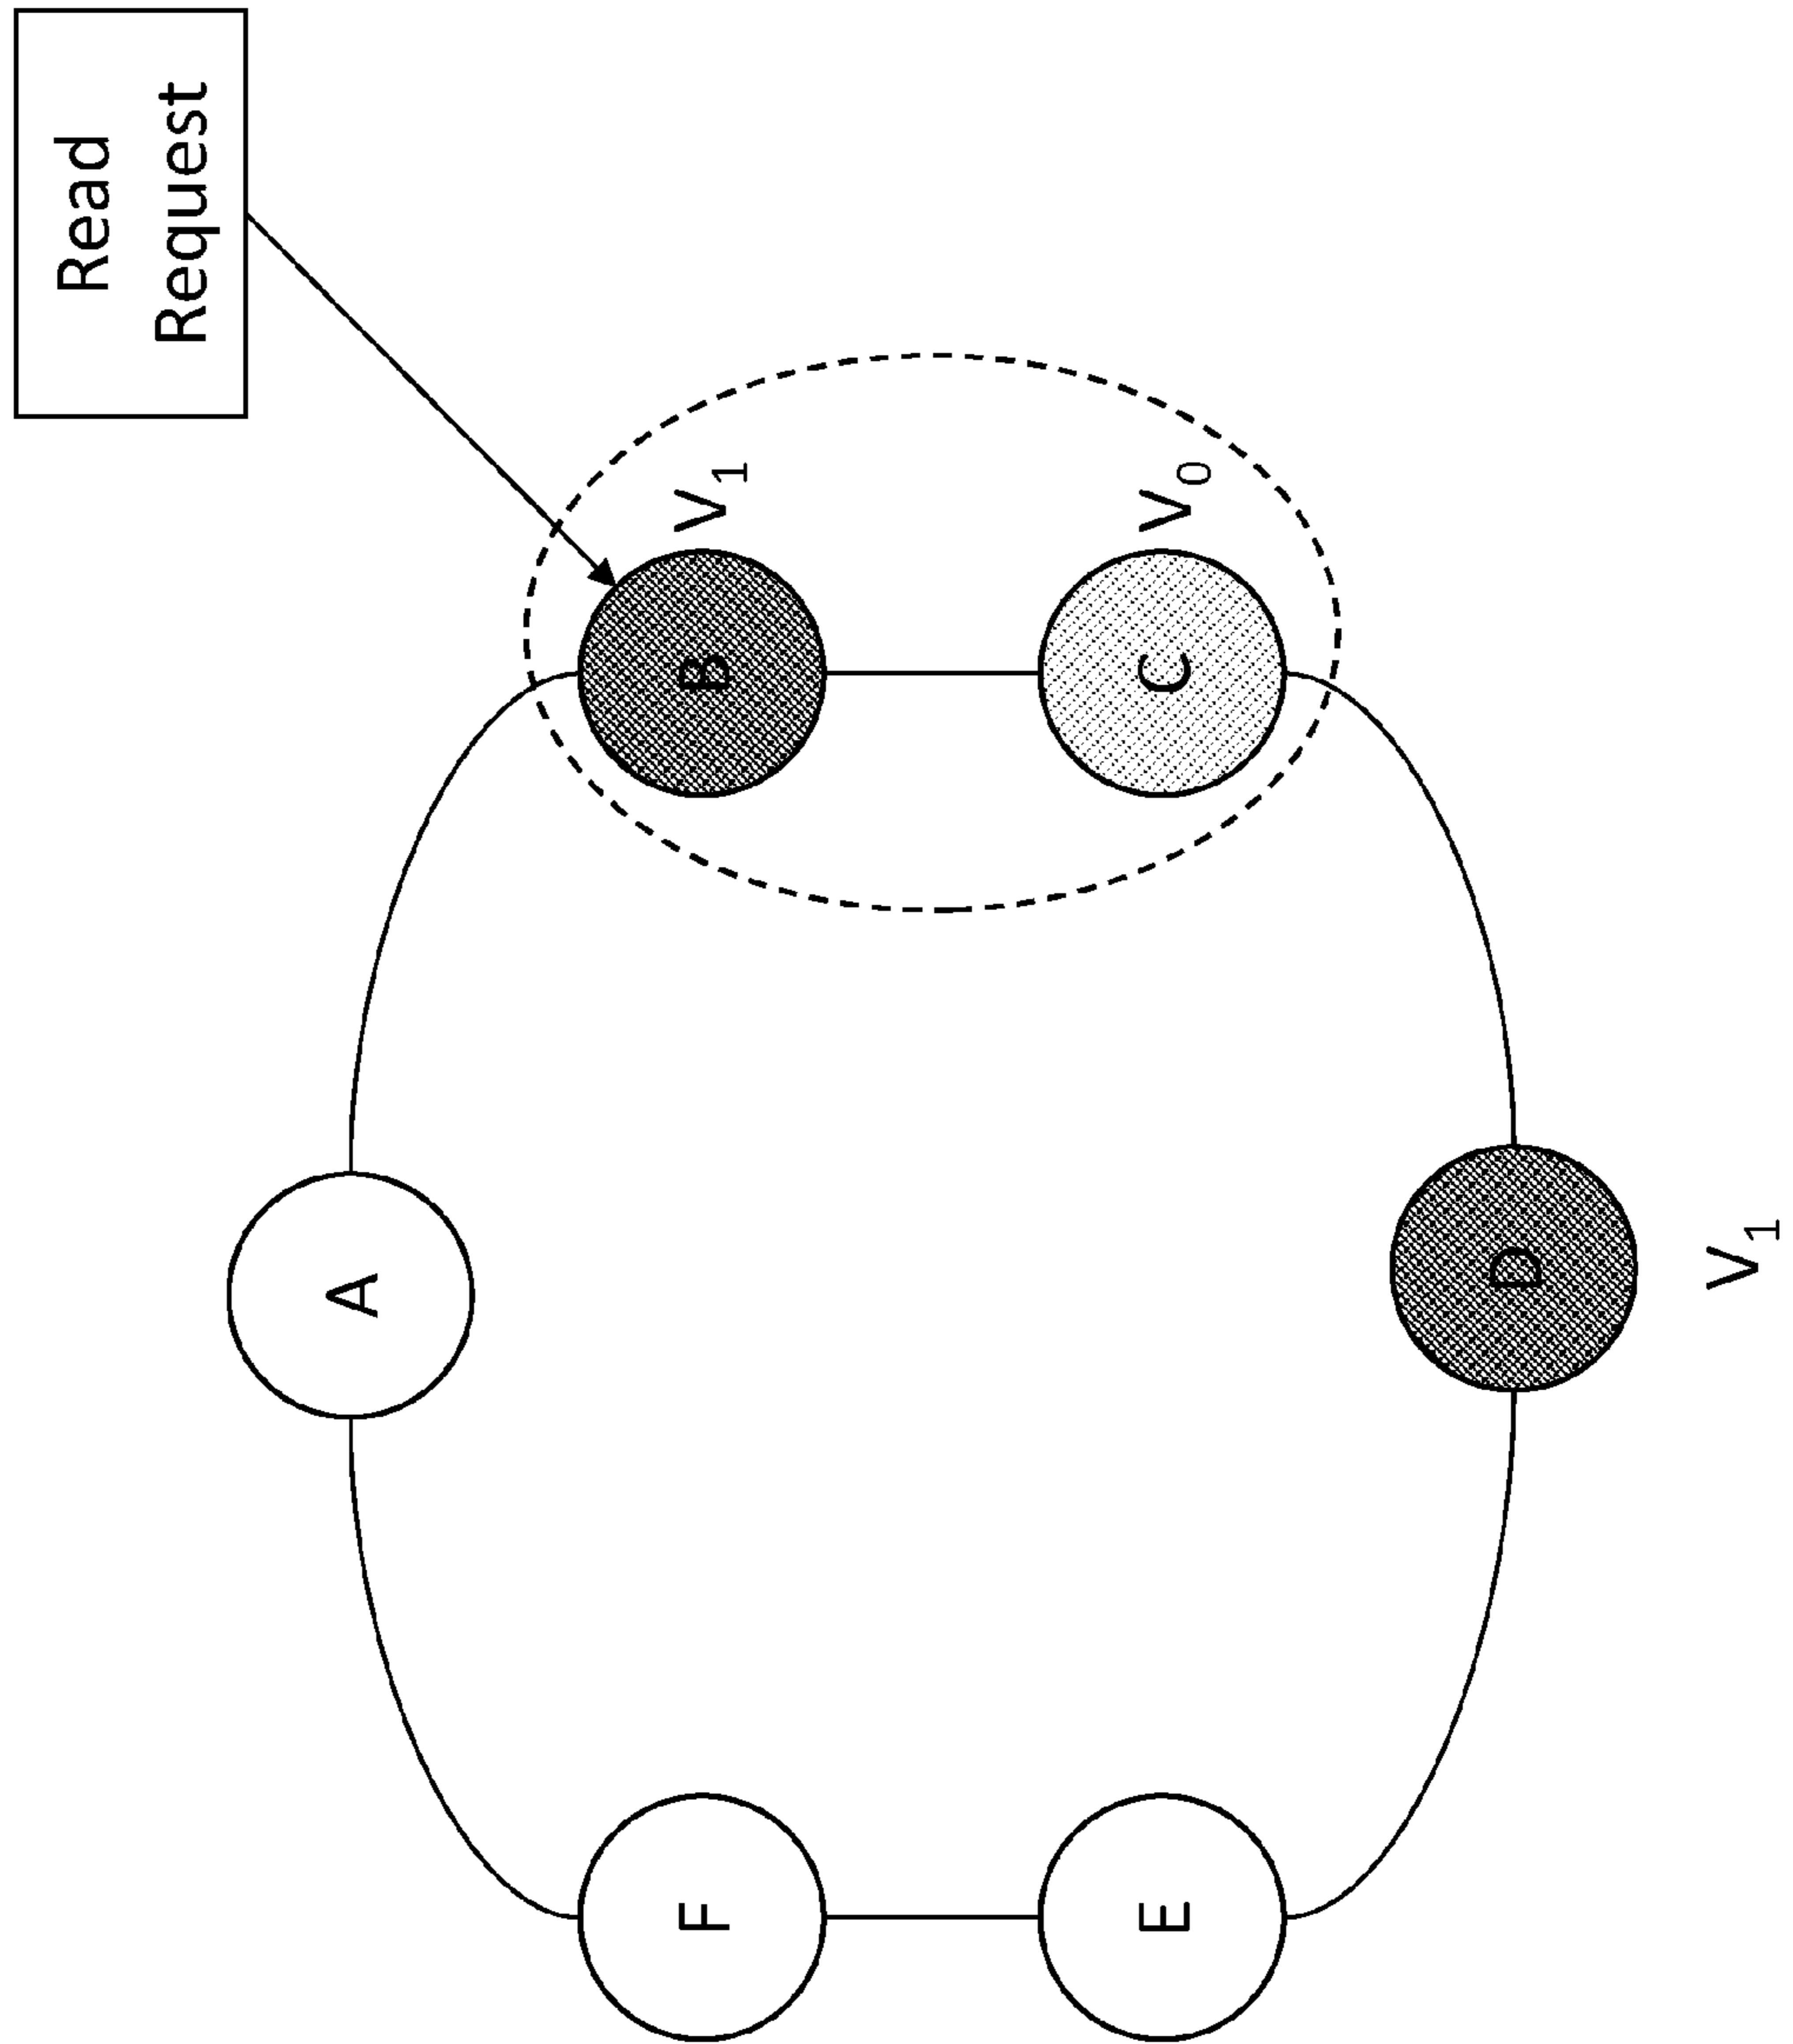 Read
Request
A
F
B V₁
E
C V₀
D
V₁